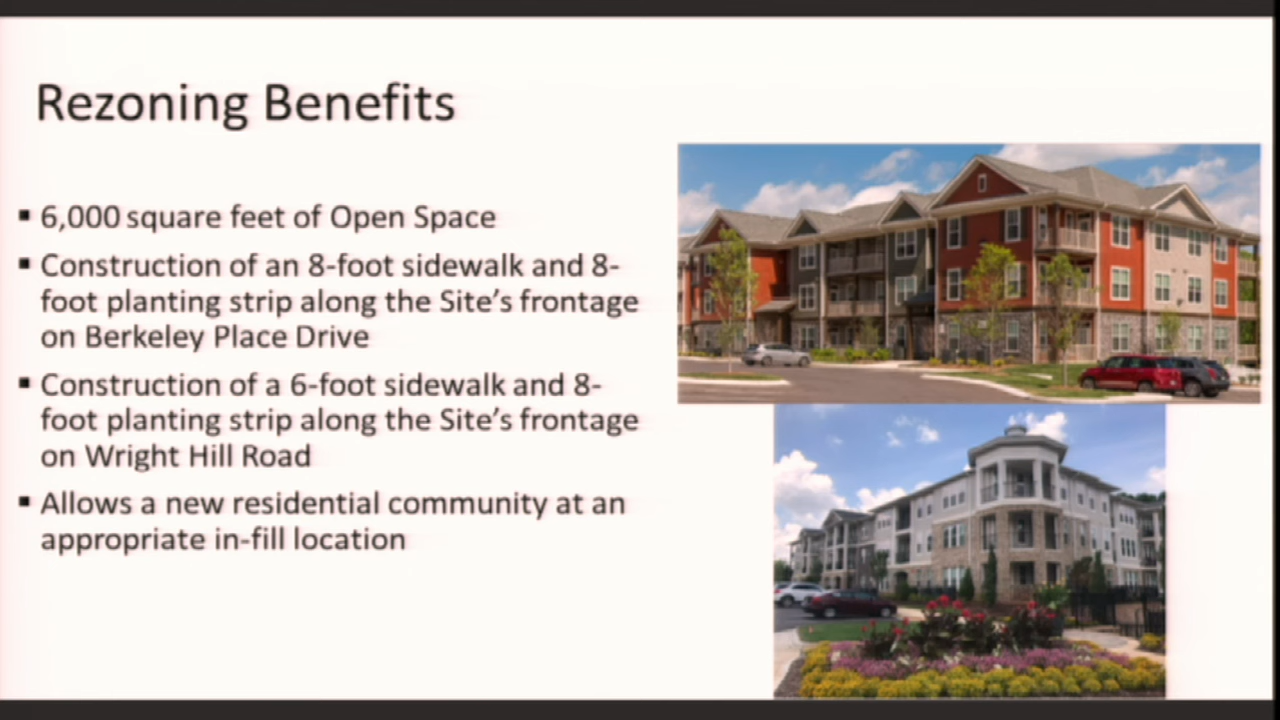 Rezoning Benefits
▪ 6,000 square feet of Open Space
▪ Construction of an 8-foot sidewalk and 8-
foot planting strip along the Site's frontage
on Berkeley Place Drive
▪ Construction of a 6-foot sidewalk and 8-
foot planting strip along the Site's frontage
on Wright Hill Road
▪ Allows a new residential community at an
appropriate in-fill location